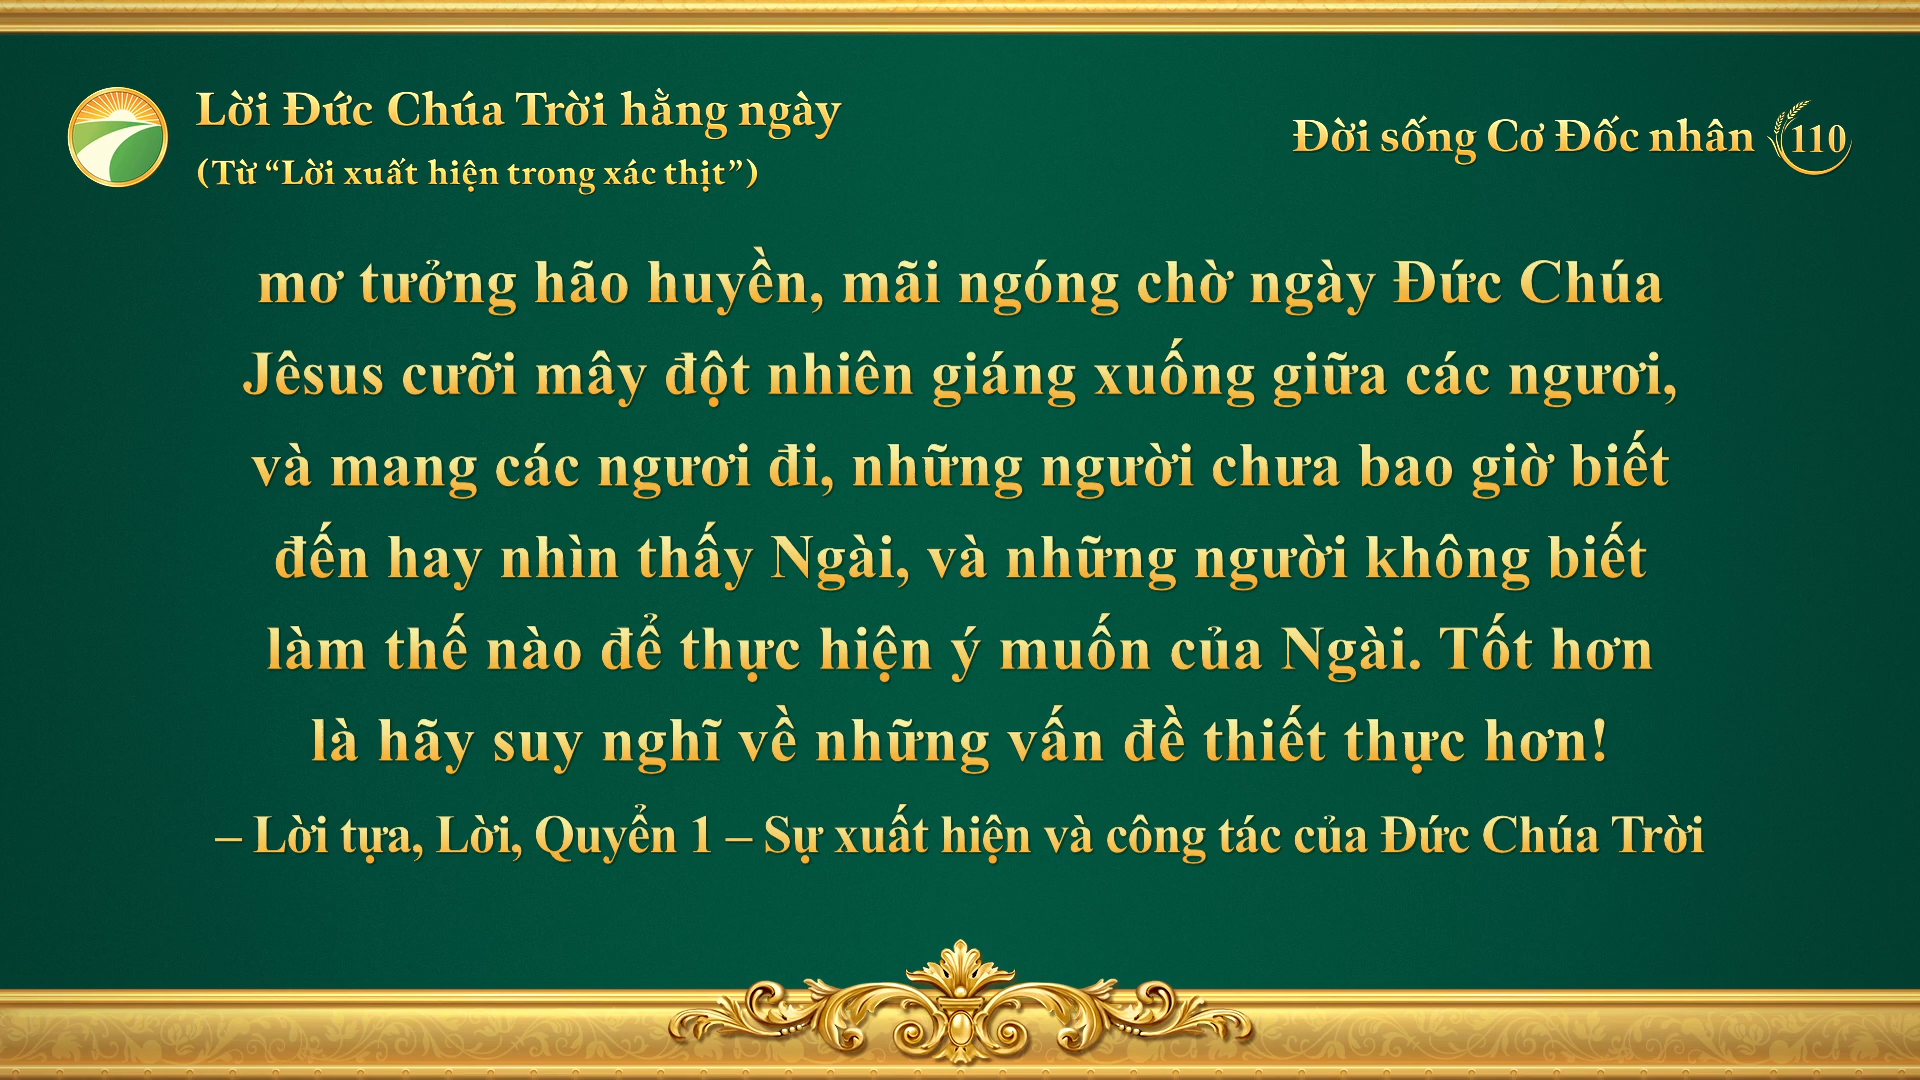 Lời Đức Chúa Trời hằng ngày
(Từ “Lời xuất hiện trong xác thịt”)
Đời sống Cơ Đốc nhân 110
mơ tưởng hão huyền, mãi ngóng chờ ngày Đức Chúa
Jêsus cưỡi mây đột nhiên giáng xuống giữa các ngươi,
và mang các ngươi đi, những người chưa bao giờ biết
đến hay nhìn thấy Ngài, và những người không biết
làm thế nào để thực hiện ý muốn của Ngài. Tốt hơn
là hãy suy nghĩ về những vấn đề thiết thực hơn!
– Lời tựa, Lời, Quyển 1 – Sự xuất hiện và công tác của Đức Chúa Trời